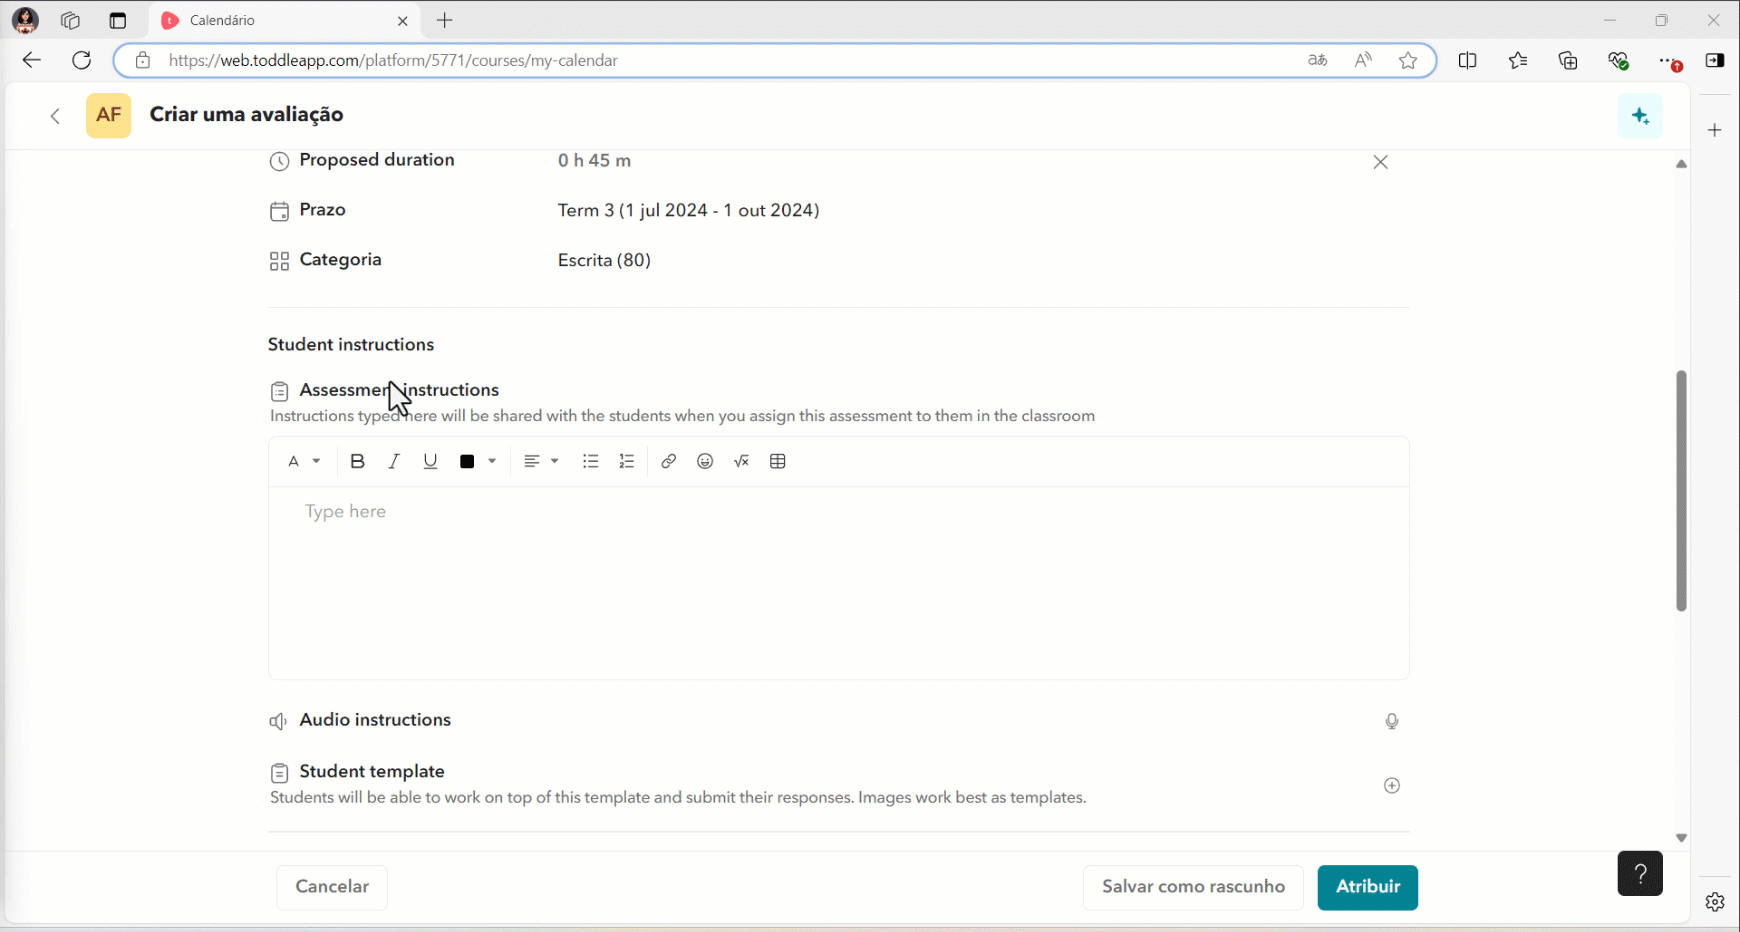 Calendário
https://web.toddleapp.com/platform/5771/courses/my-calendar
AF
Criar uma avaliação
Proposed duration
0 h 45 m
Prazo
Term 3 (1 jul 2024 - 1 out 2024)
Categoria
Escrita (80)
Student instructions
Assessment instructions
Instructions typed here will be shared with the students when you assign this assessment to them in the classroom
A
B I U
Type here
Audio instructions
Student template
Students will be able to work on top of this template and submit their responses. Images work best as templates.
Cancelar
Salvar como rascunho
Atribuir
?